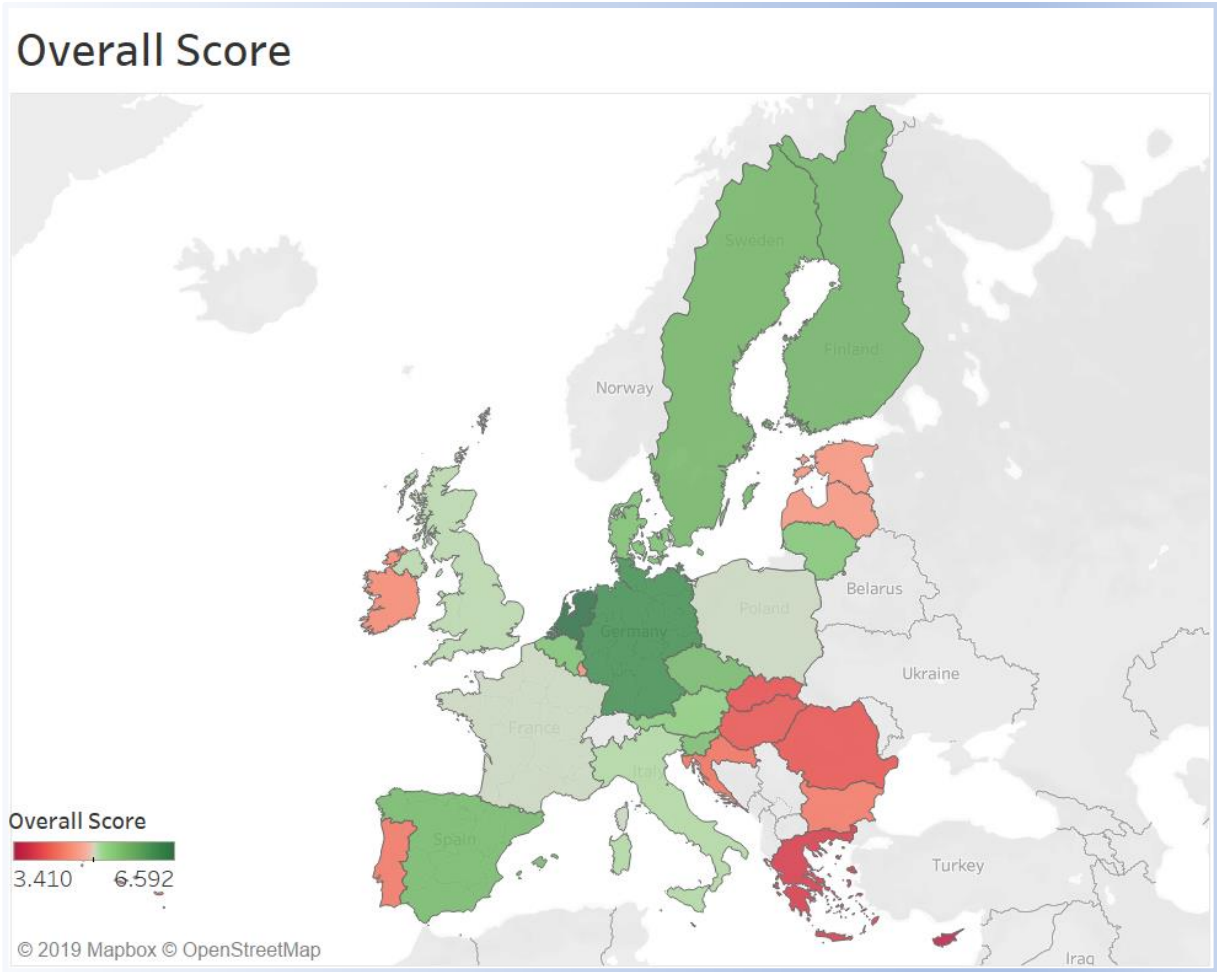 Overall Score
Sweden
Finland
Norway
Belarus
Poland
Germany
Ukraine
France
Italy
Spain
Turkey
Iraq
Overall Score
3.410 6.592
© 2019 Mapbox © OpenStreetMap